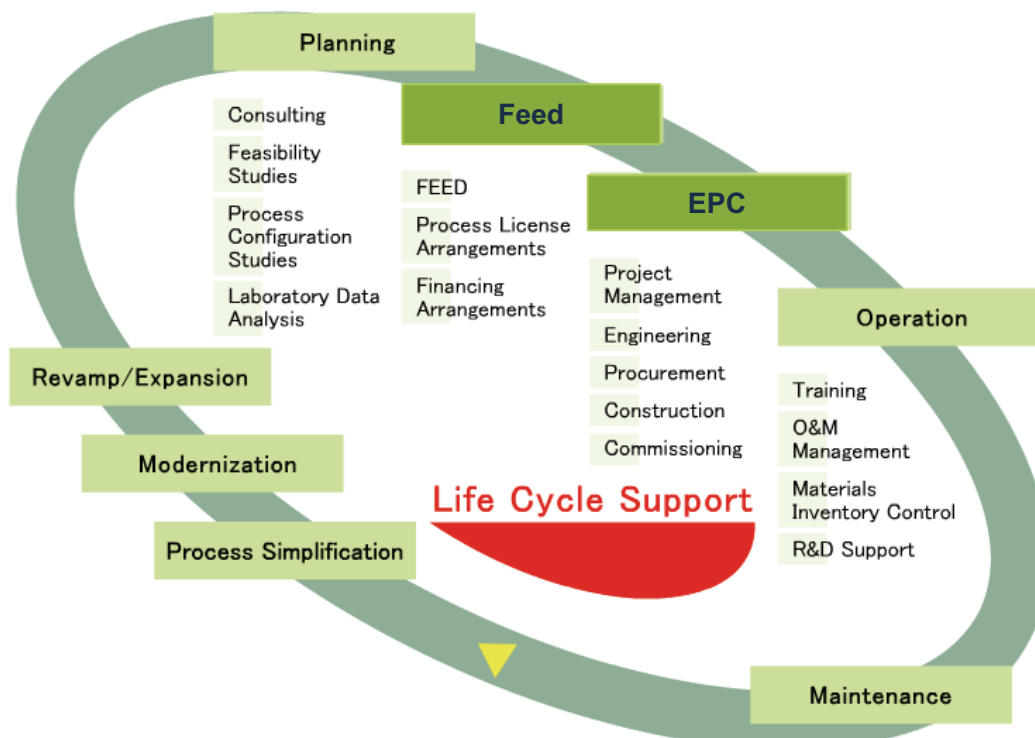 Planning
Consulting
Feasibility
Studies
Process
Configuration
Studies
Laboratory Data
Analysis
Feed
FEED
Process License
Arrangements
Financing
Arrangements
EPC
Project
Management
Engineering
Procurement
Construction
Commissioning
Operation
Training
O&M
Management
Materials
Inventory Control
R&D Support
Maintenance
Revamp/Expansion
Modernization
Process Simplification
Life Cycle Support